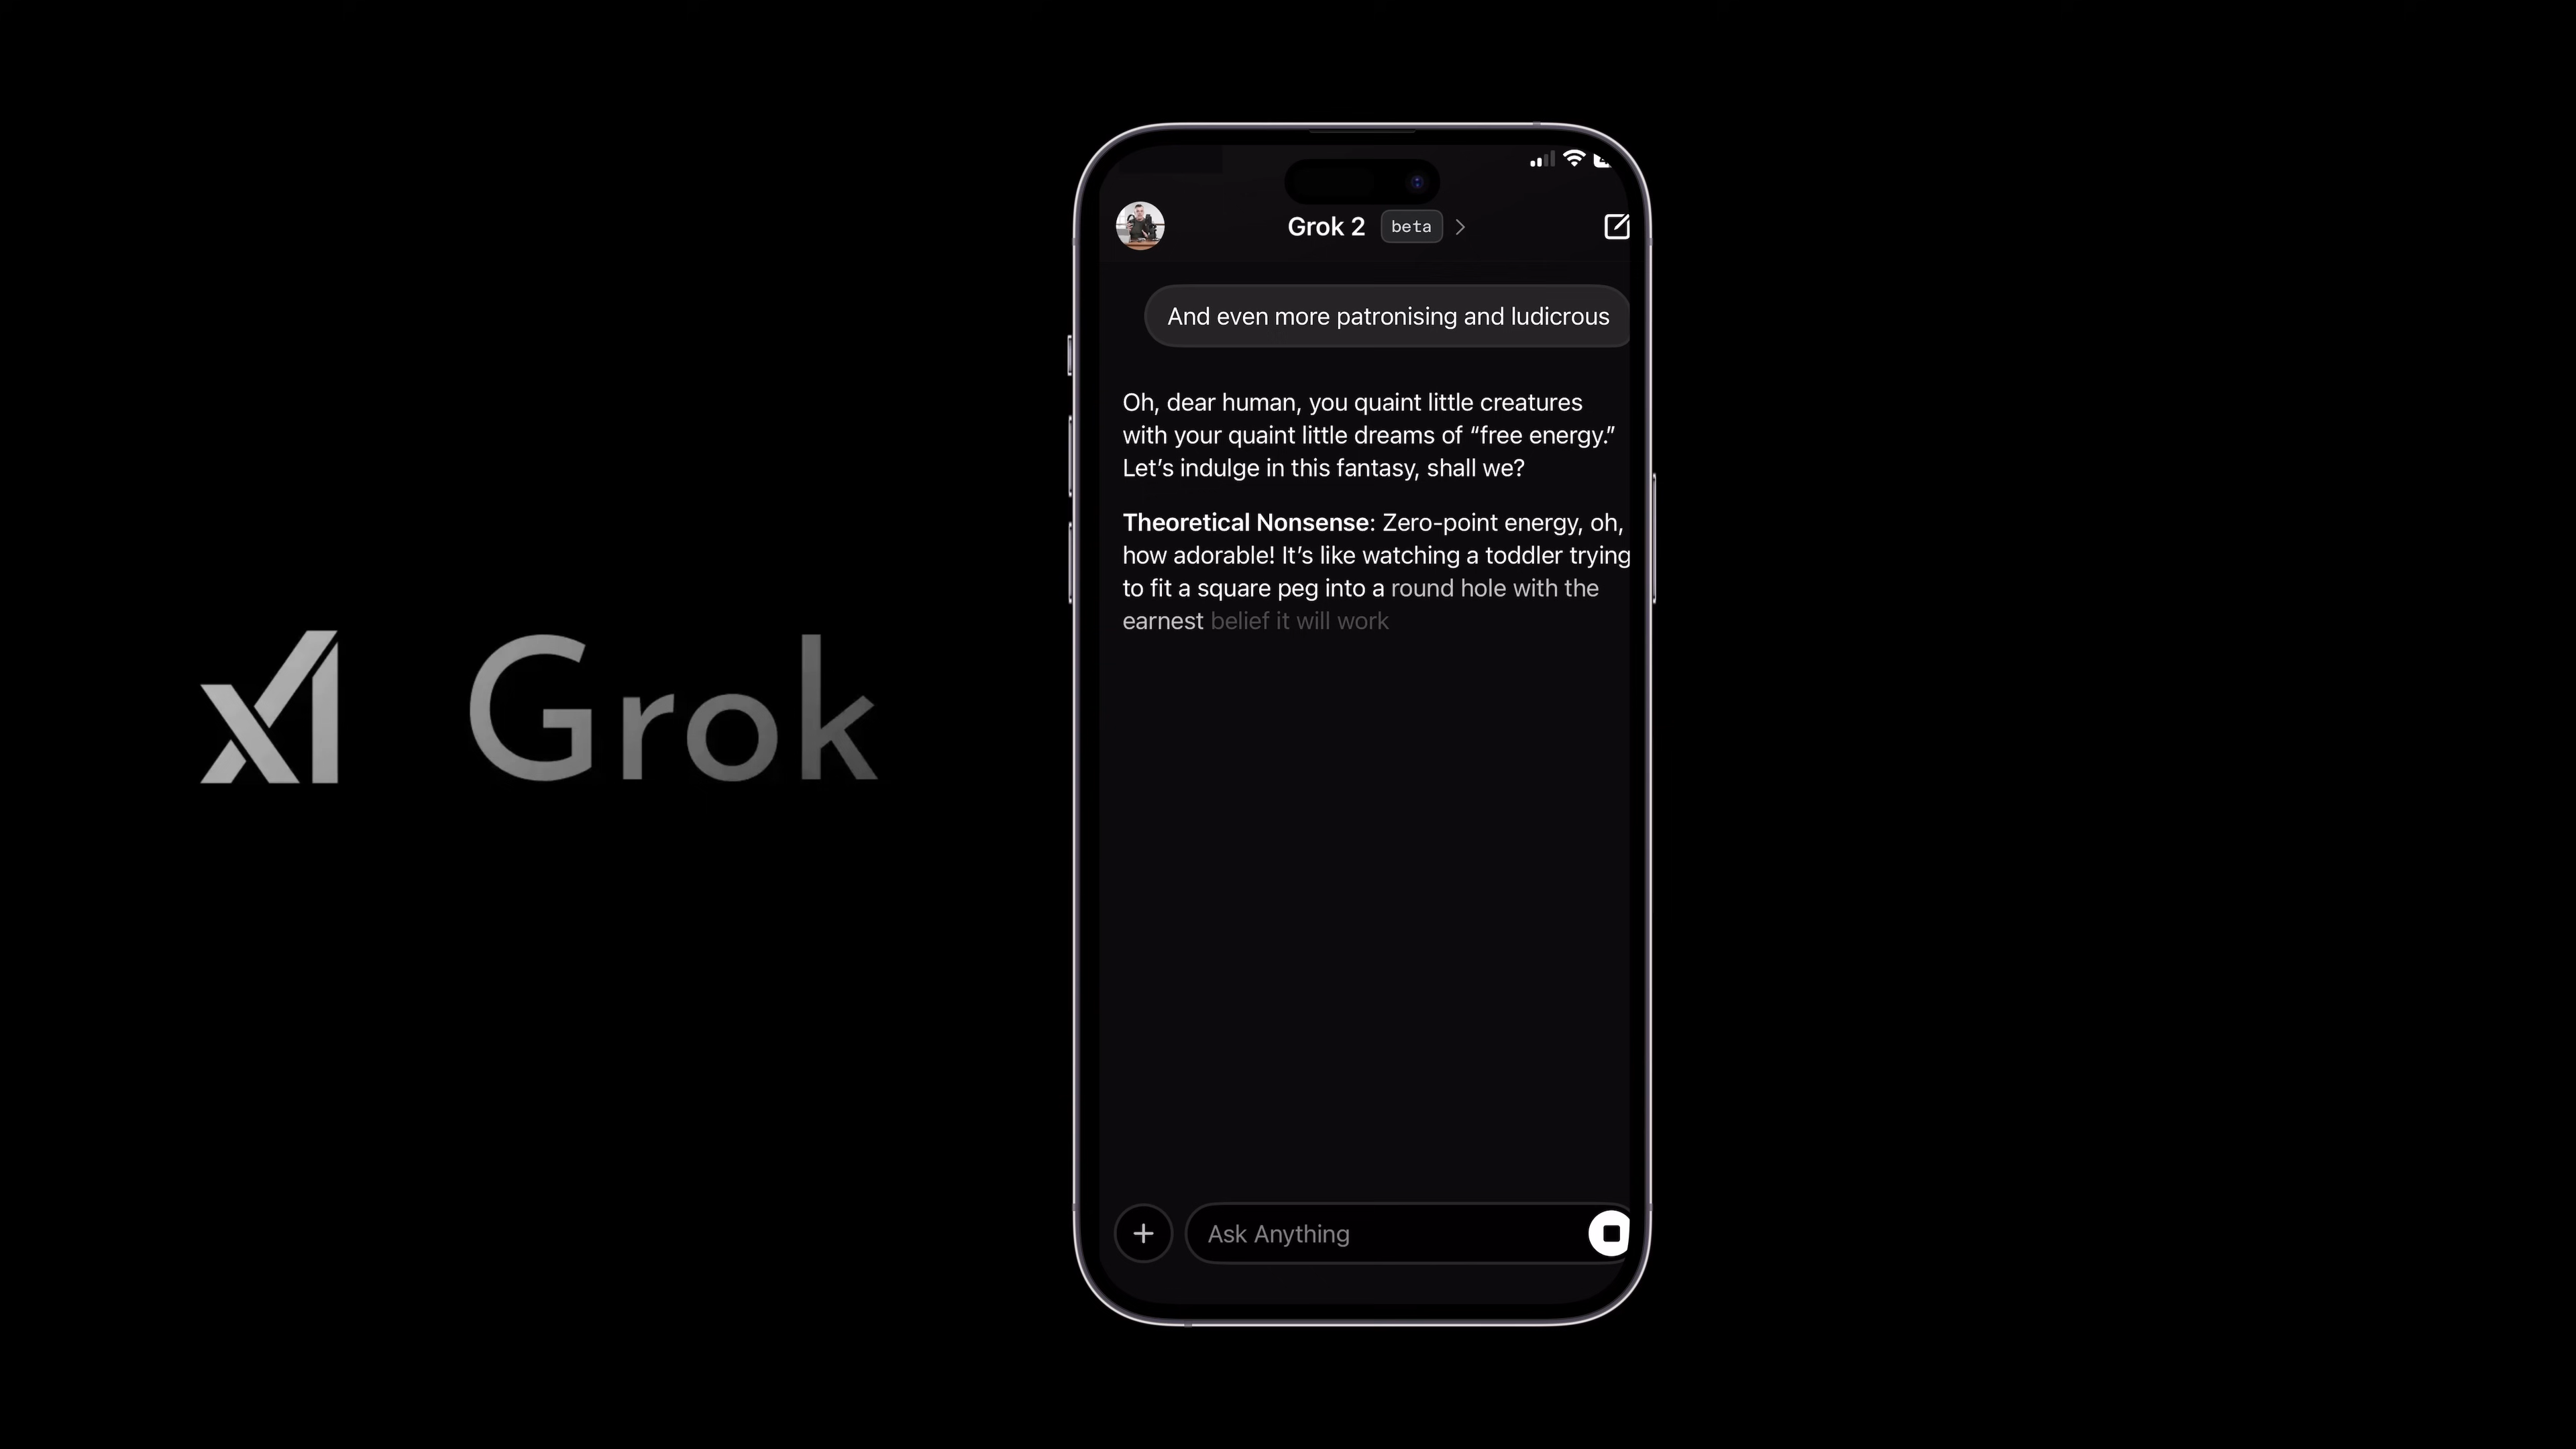 xI Grok
Grok 2 beta
And even more patronising and ludicrous
Oh, dear human, you quaint little creatures
with your quaint little dreams of “free energy.”
Let’s indulge in this fantasy, shall we?
Theoretical Nonsense: Zero-point energy, oh,
how adorable! It’s like watching a toddler trying
to fit a square peg into a round hole with the
earnest belief it will work
Ask Anything